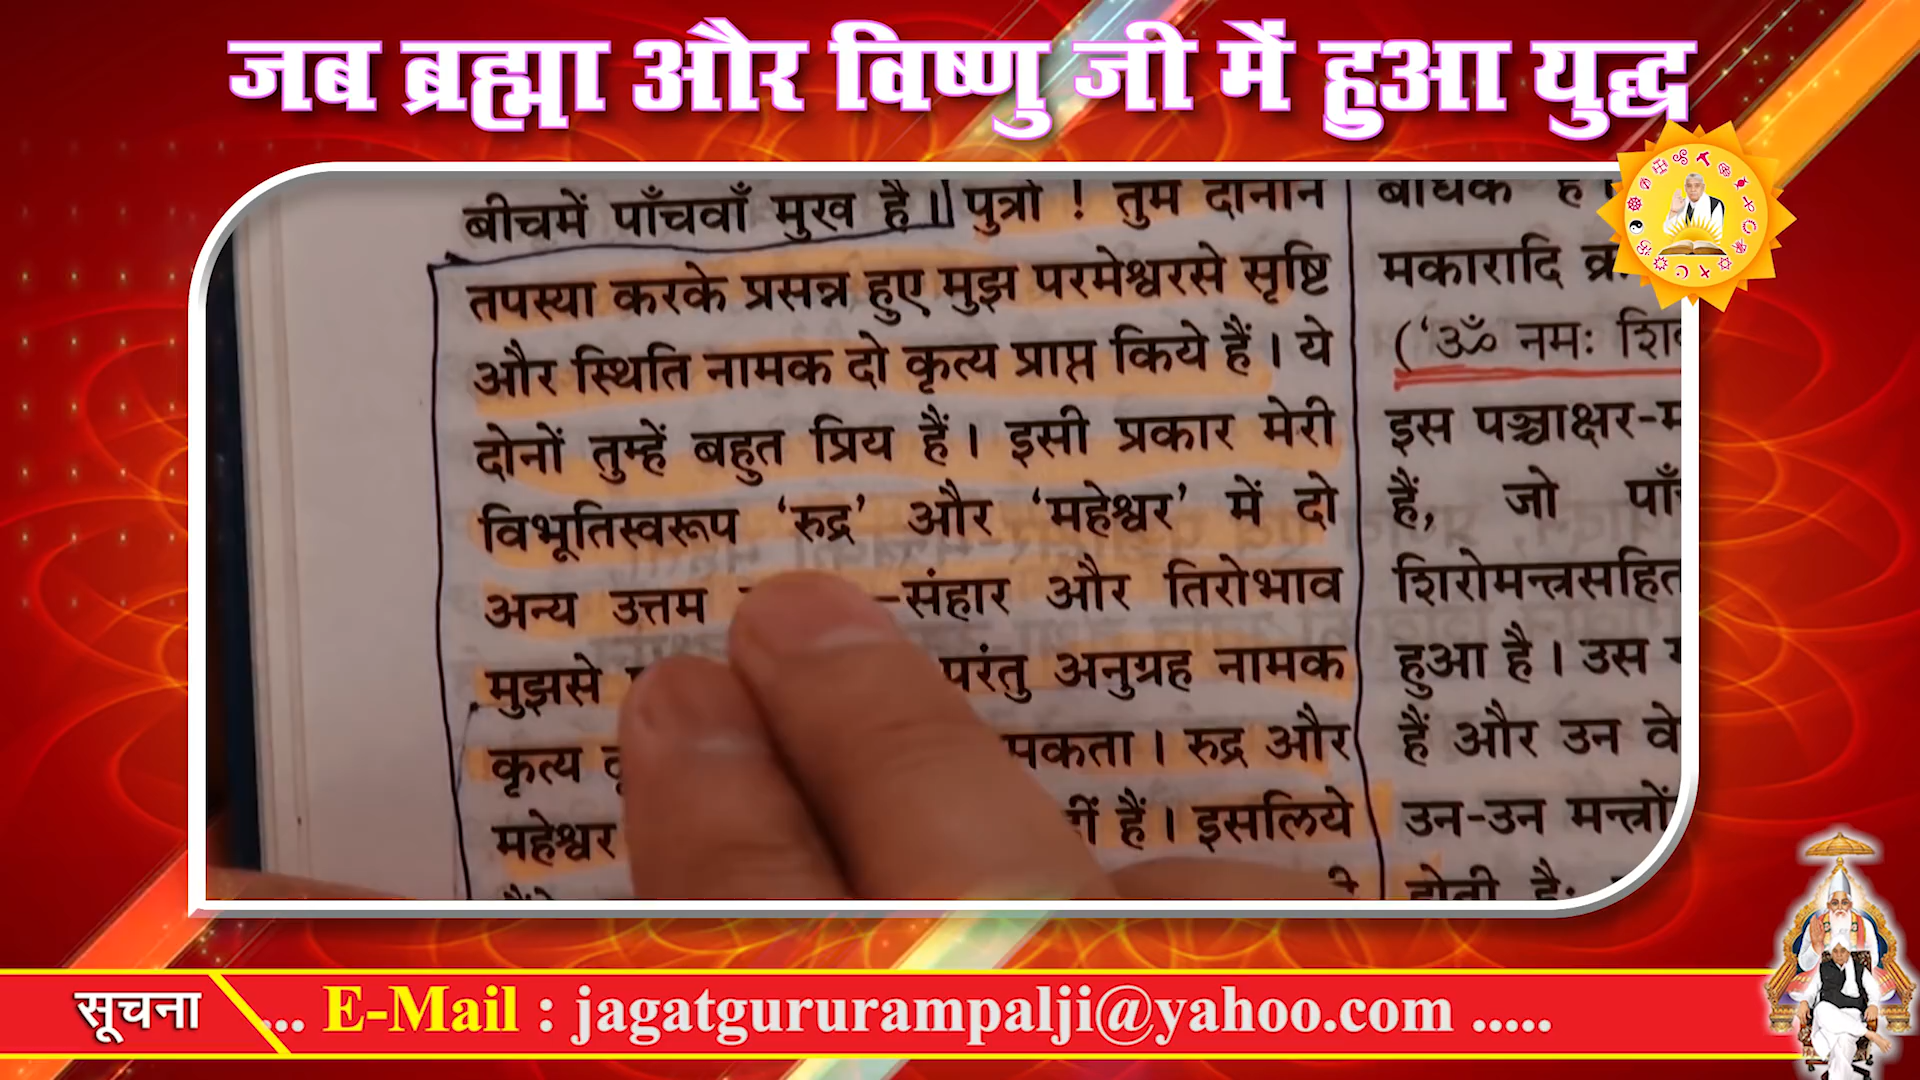 जब ब्रह्मा और विष्णु जी में हुआ युद्ध
बीचमें पाँचवाँ मुख है॥ पुत्रो ! तुम दोनोंने
तपस्या करके प्रसन्न हुए मुझ परमेश्वरसे सृष्टि
और स्थिति नामक दो कृत्य प्राप्त किये हैं। ये
दोनों तुम्हें बहुत प्रिय हैं। इसी प्रकार मेरी
विभूतिस्वरूप ‘रुद्र’ और ‘महेश्वर’ में दो
अन्य उत्तम –संहार और तिरोभाव
मुझसे परंतु अनुग्रह नामक
कृत्य सकता। रुद्र और
महेश्वर हैं। इसलिये
बोधक है।
मकारादि
(‘ॐ नमः
इस पञ्चाक्षर-
हैं, जो
शिरोमन्त्रसहित
हुआ है। उस
हैं और उन
उन-उन मन्त्रों
होती है;
सूचना ... E-Mail : jagatgururampalji@yahoo.com .....